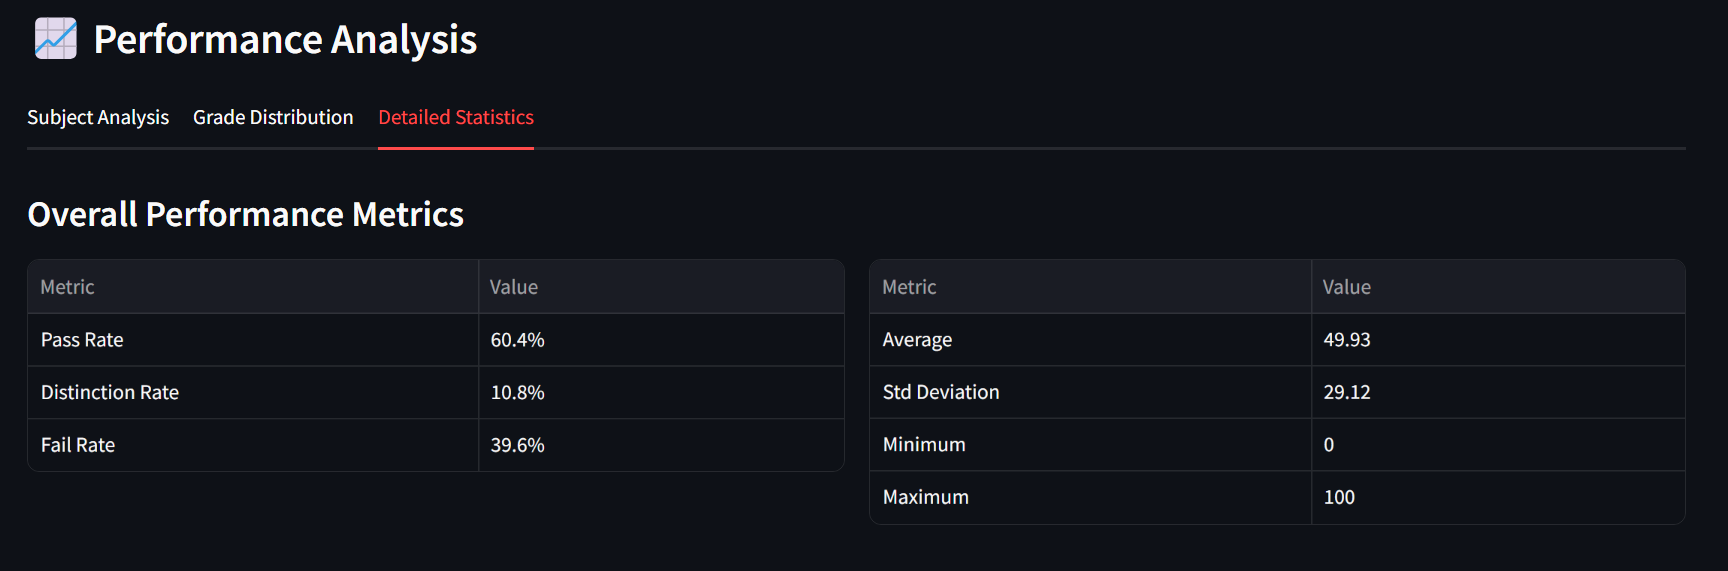 Performance Analysis
Subject Analysis Grade Distribution Detailed Statistics
Overall Performance Metrics
Metric Value
Pass Rate 60.4%
Distinction Rate 10.8%
Fail Rate 39.6%
Metric Value
Average 49.93
Std Deviation 29.12
Minimum 0
Maximum 100